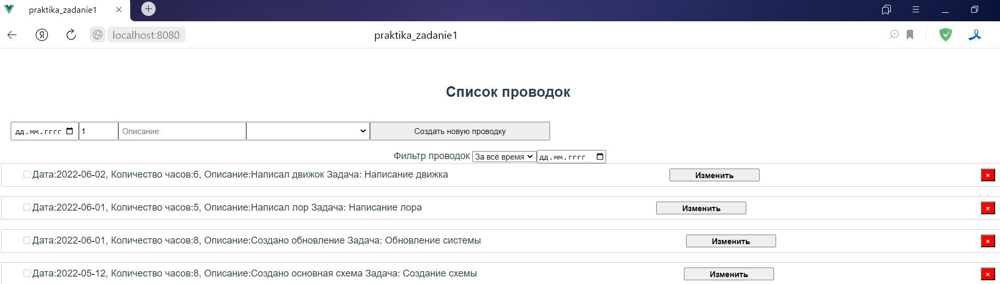 praktika_zadanie1
localhost:8080 praktika_zadanie1
Список проводок
дд.мм.гггг 1 Описание Создать новую проводку
Фильтр проводок За всё время дд.мм.гггг
Дата:2022-06-02, Количество часов:6, Описание:Написал движок Задача: Написание движка Изменить ×
Дата:2022-06-01, Количество часов:5, Описание:Написал лор Задача: Написание лора Изменить ×
Дата:2022-06-01, Количество часов:8, Описание:Создано обновление Задача: Обновление системы Изменить ×
Дата:2022-05-12, Количество часов:8, Описание:Создано основная схема Задача: Создание схемы Изменить ×